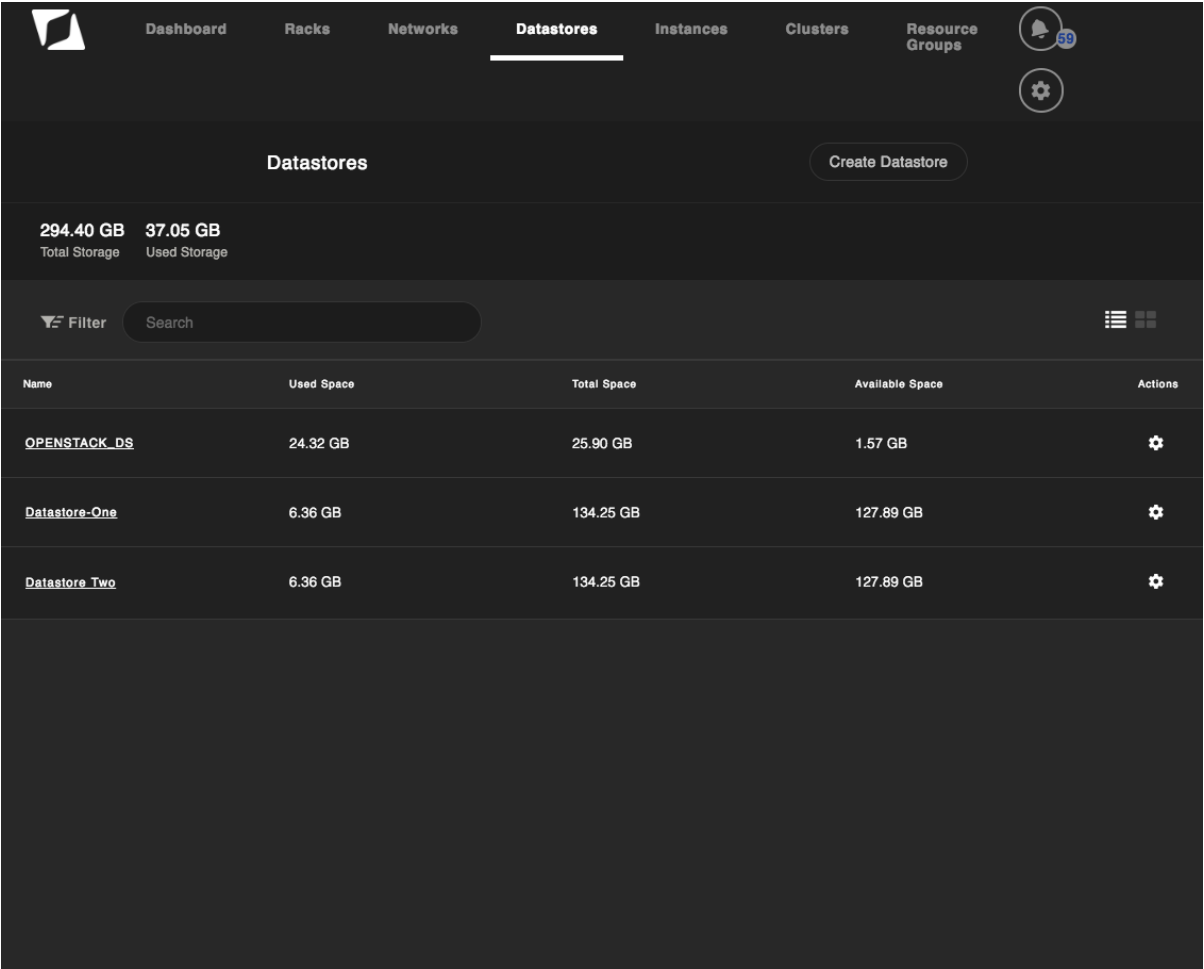 Dashboard Racks Networks Datastores Instances Clusters Resource
Groups
59
Datastores Create Datastore
294.40 GB 37.05 GB
Total Storage Used Storage
Filter Search
Name Used Space Total Space Available Space Actions
OPENSTACK_DS 24.32 GB 25.90 GB 1.57 GB
Datastore-One 6.36 GB 134.25 GB 127.89 GB
Datastore Two 6.36 GB 134.25 GB 127.89 GB